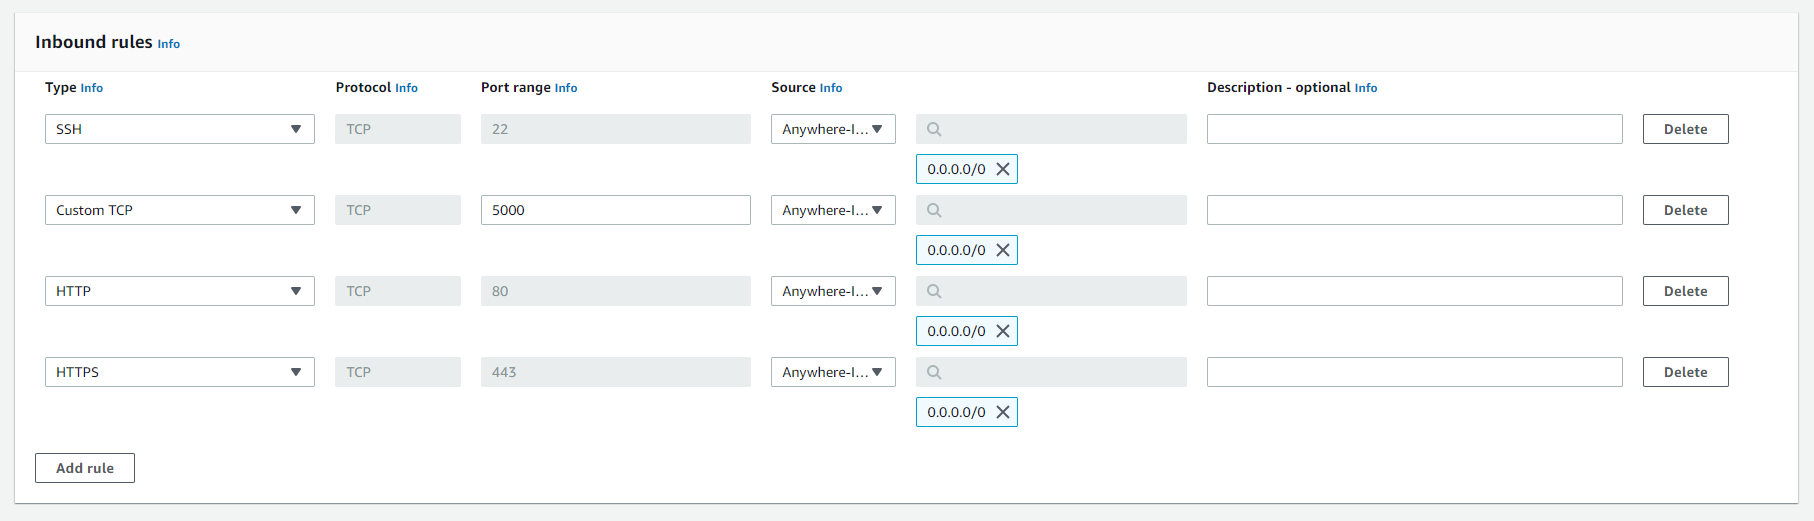 Inbound rules Info
Type Info Protocol Info Port range Info Source Info Description - optional Info
SSH TCP 22 Anywhere-I... Delete
0.0.0.0/0
Custom TCP TCP 5000 Anywhere-I... Delete
0.0.0.0/0
HTTP TCP 80 Anywhere-I... Delete
0.0.0.0/0
HTTPS TCP 443 Anywhere-I... Delete
0.0.0.0/0
Add rule